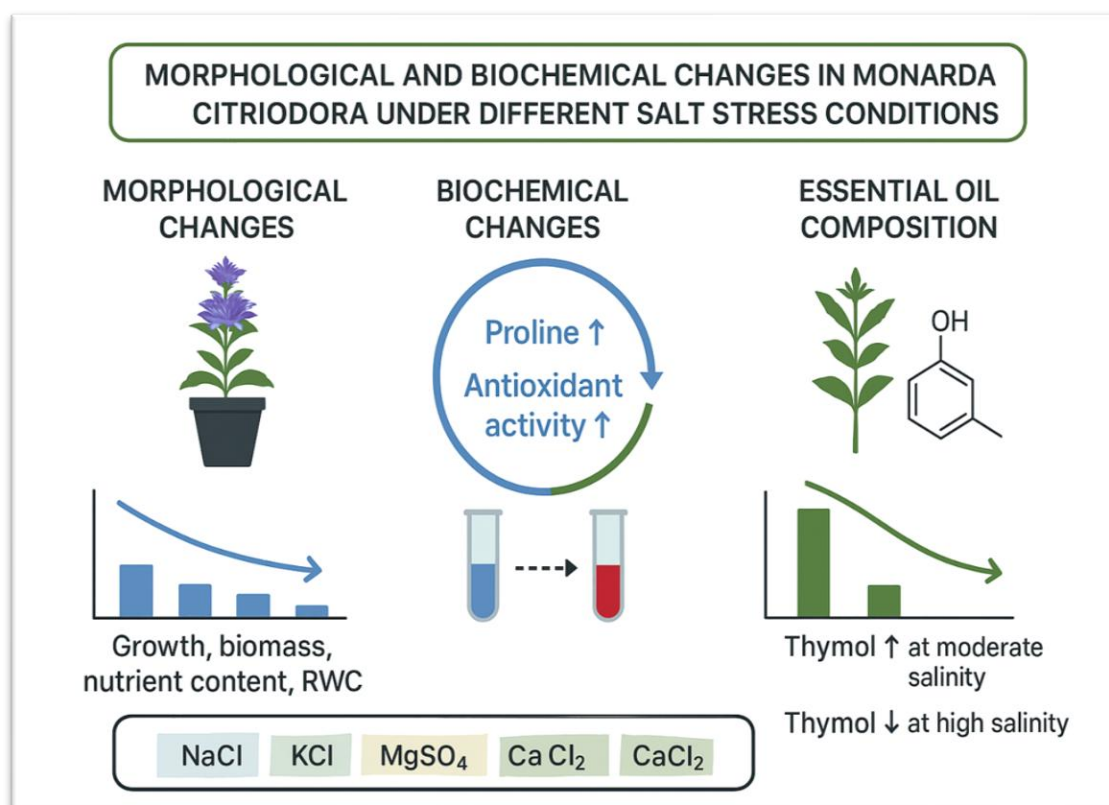 MORPHOLOGICAL AND BIOCHEMICAL CHANGES IN MONARDA
CITRIODORA UNDER DIFFERENT SALT STRESS CONDITIONS
MORPHOLOGICAL
CHANGES
BIOCHEMICAL
CHANGES
Proline ↑
Antioxidant
activity ↑
ESSENTIAL OIL
COMPOSITION
OH
Growth, biomass,
nutrient content, RWC
Thymol ↑ at moderate
salinity
Thymol ↓ at high salinity
NaCl KCl MgSO₄ Ca Cl₂ CaCl₂